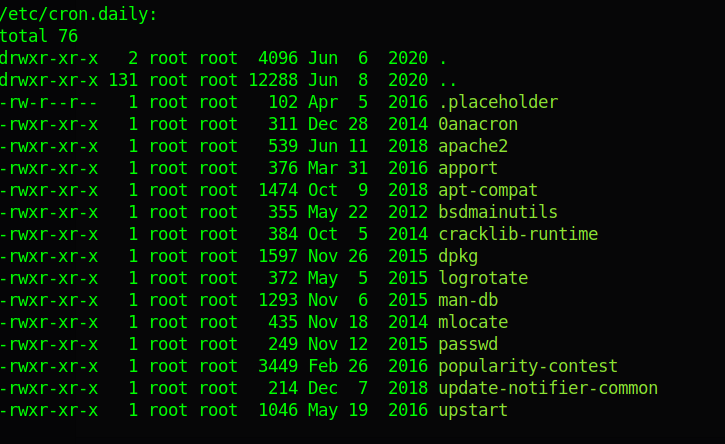 /etc/cron.daily:
total 76
drwxr-xr-x   2 root root  4096 Jun  6  2020 .
drwxr-xr-x 131 root root 12288 Jun  8  2020 ..
-rw-r--r--   1 root root   102 Apr  5  2016 .placeholder
-rwxr-xr-x   1 root root   311 Dec 28  2014 0anacron
-rwxr-xr-x   1 root root   539 Jun 11  2018 apache2
-rwxr-xr-x   1 root root   376 Mar 31  2016 apport
-rwxr-xr-x   1 root root  1474 Oct  9  2018 apt-compat
-rwxr-xr-x   1 root root   355 May 22  2012 bsdmainutils
-rwxr-xr-x   1 root root   384 Oct  5  2014 cracklib-runtime
-rwxr-xr-x   1 root root  1597 Nov 26  2015 dpkg
-rwxr-xr-x   1 root root   372 May  5  2015 logrotate
-rwxr-xr-x   1 root root  1293 Nov  6  2015 man-db
-rwxr-xr-x   1 root root   435 Nov 18  2014 mlocate
-rwxr-xr-x   1 root root   249 Nov 12  2015 passwd
-rwxr-xr-x   1 root root  3449 Feb 26  2016 popularity-contest
-rwxr-xr-x   1 root root   214 Dec  7  2018 update-notifier-common
-rwxr-xr-x   1 root root  1046 May 19  2016 upstart